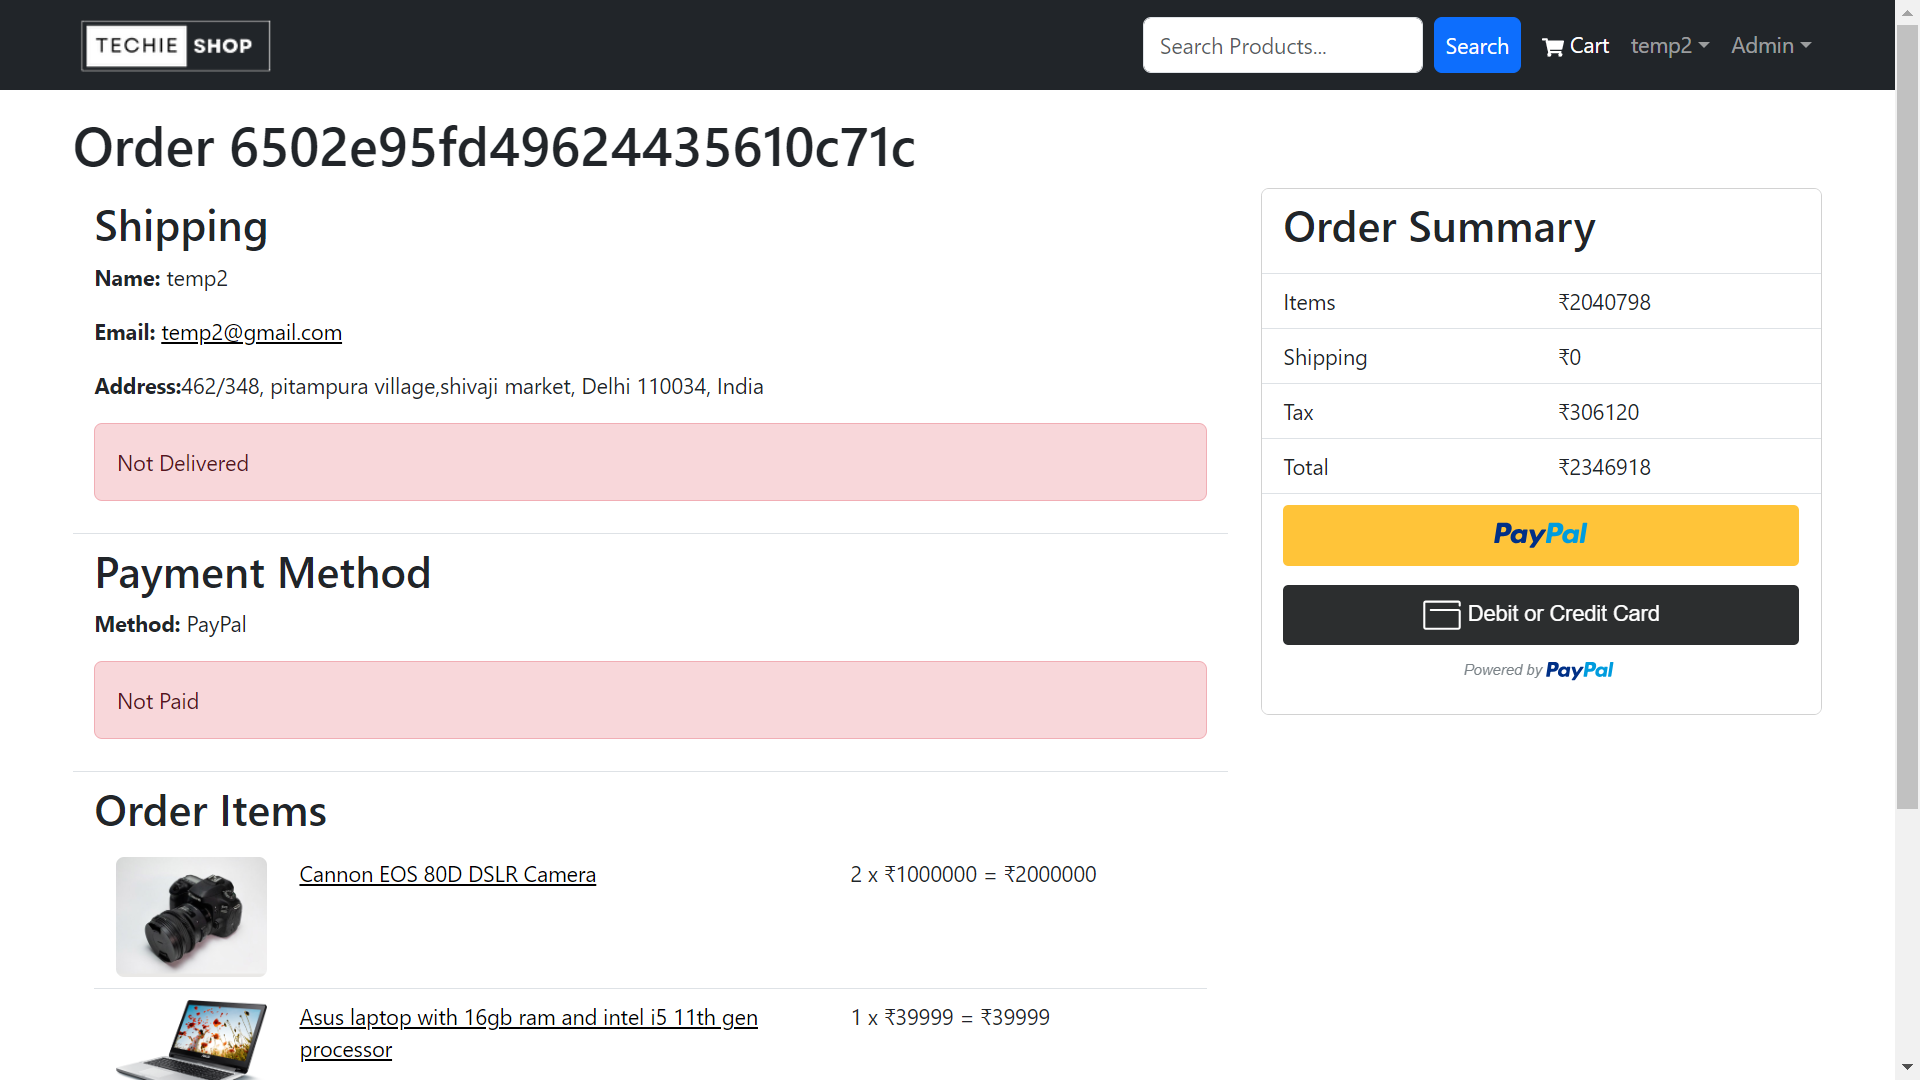 TECHIE SHOP
Search Products...
Search
Cart
temp2
Admin
Order 6502e95fd49624435610c71c
Shipping
Name: temp2
Email: temp2@gmail.com
Address:462/348, pitampura village,shivaji market, Delhi 110034, India
Not Delivered
Payment Method
Method: PayPal
Not Paid
Order Items
Cannon EOS 80D DSLR Camera
2 x ₹1000000 = ₹2000000
Asus laptop with 16gb ram and intel i5 11th gen
processor
1 x ₹39999 = ₹39999
Order Summary
Items ₹2040798
Shipping ₹0
Tax ₹306120
Total ₹2346918
PayPal
Debit or Credit Card
Powered by PayPal